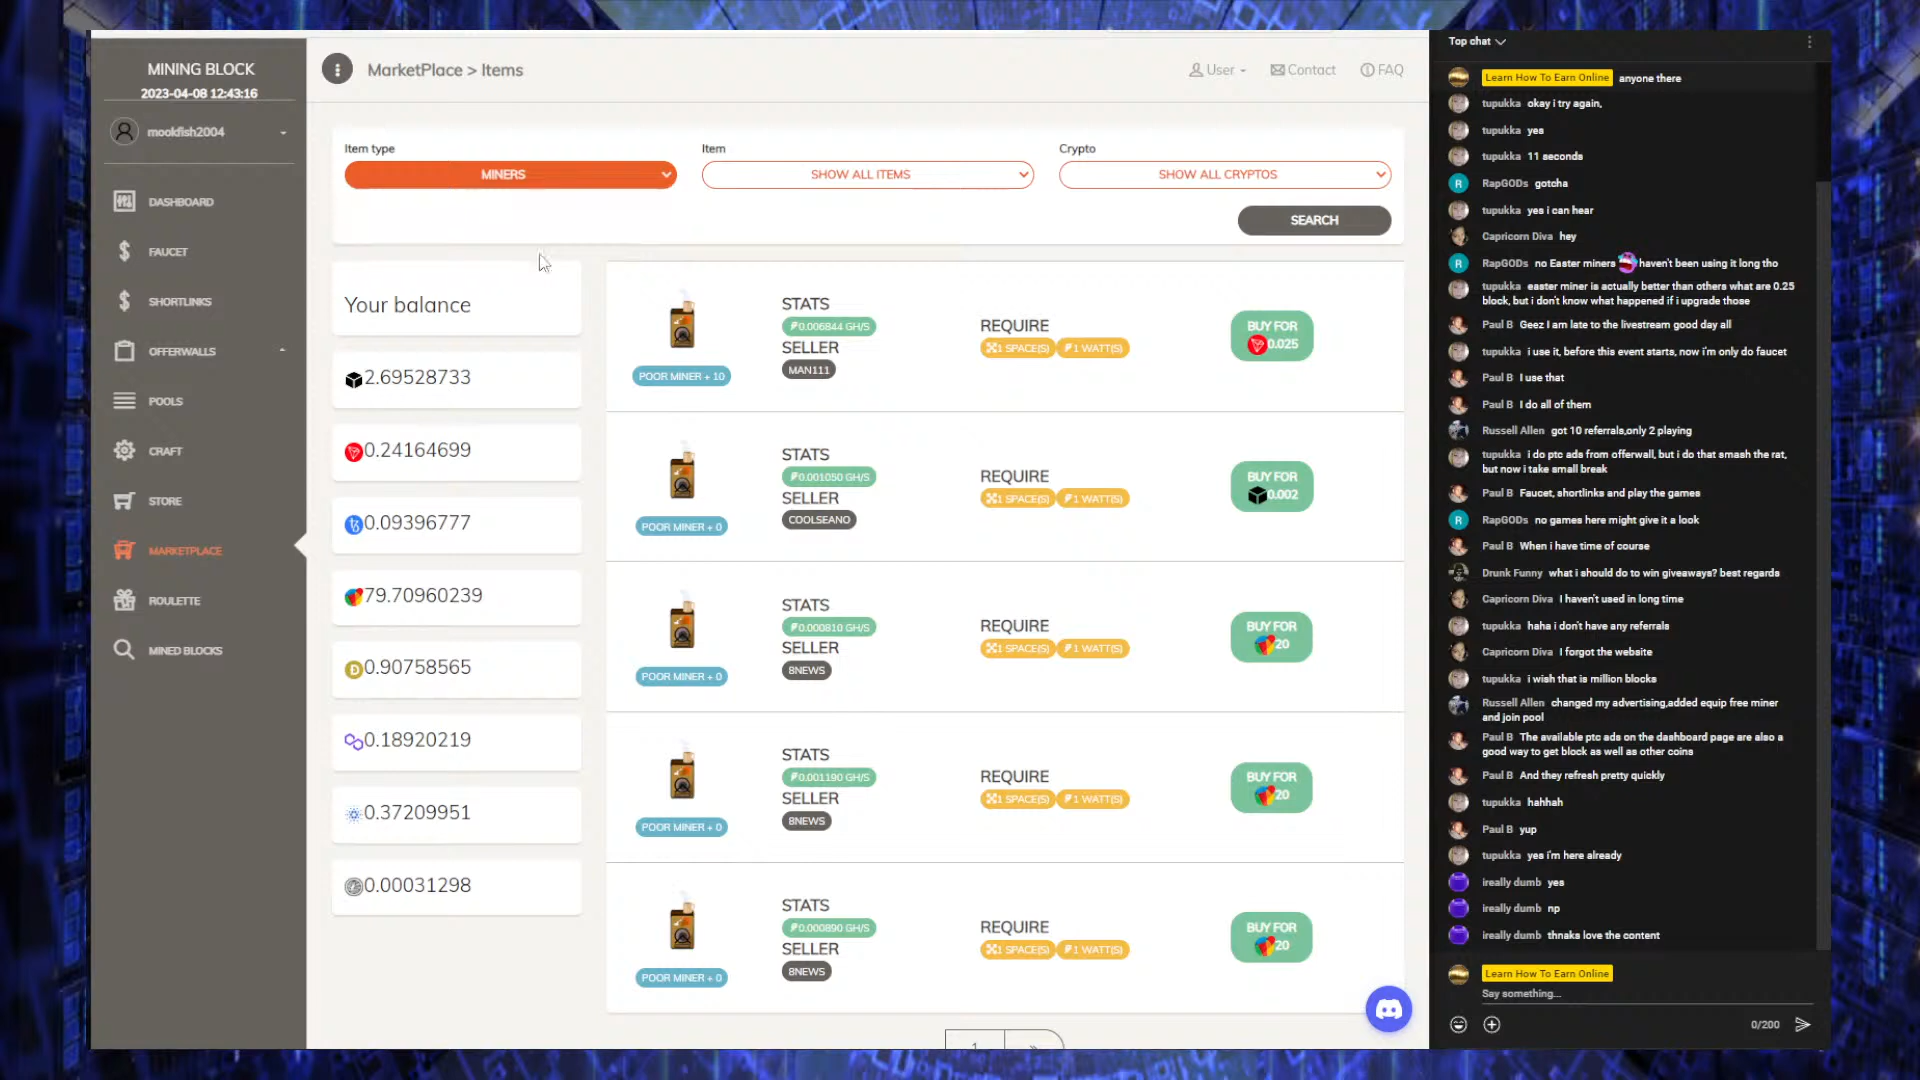 MINING BLOCK
2023-04-08 12:43:16
mookfish2004
DASHBOARD
FAUCET
SHORTLINKS
OFFERWALLS
POOLS
CRAFT
STORE
MARKETPLACE
ROULETTE
MINED BLOCKS
MarketPlace > Items
User
Contact
FAQ
Item type
MINERS
Item
SHOW ALL ITEMS
Crypto
SHOW ALL CRYPTOS
SEARCH
Your balance
2.69528733
0.24164699
0.09396777
79.70960239
0.90758565
0.18920219
0.37209951
0.00031298
POOR MINER + 10
STATS
0.006844 GH/S
SELLER
MAN111
REQUIRE
1 SPACE(S) 1 WATT(S)
BUY FOR
0.025
POOR MINER + 0
STATS
0.001050 GH/S
SELLER
COOLSEANO
REQUIRE
1 SPACE(S) 1 WATT(S)
BUY FOR
0.002
POOR MINER + 0
STATS
0.000810 GH/S
SELLER
8NEWS
REQUIRE
1 SPACE(S) 1 WATT(S)
BUY FOR
20
POOR MINER + 0
STATS
0.001190 GH/S
SELLER
8NEWS
REQUIRE
1 SPACE(S) 1 WATT(S)
BUY FOR
20
POOR MINER + 0
STATS
0.000890 GH/S
SELLER
8NEWS
REQUIRE
1 SPACE(S) 1 WATT(S)
BUY FOR
20
1 »
Top chat
Learn How To Earn Online anyone there
tupukka okay i try again,
tupukka yes
tupukka 11 seconds
R RapGODs gotcha
tupukka yes i can hear
Capricorn Diva hey
R RapGODs no Easter miners haven't been using it long tho
tupukka easter miner is actually better than others what are 0.25
block, but i don't know what happened if i upgrade those
Paul B Geez I am late to the livestream good day all
tupukka i use it, before this event starts, now i'm only do faucet
Paul B I use that
Paul B I do all of them
Russell Allen got 10 referrals,only 2 playing
tupukka i do ptc ads from offerwall, but i do that smash the rat,
but now i take small break
Paul B Faucet, shortlinks and play the games
R RapGODs no games here might give it a look
Paul B When i have time of course
Drunk Funny what i should do to win giveaways? best regards
Capricorn Diva I haven't used in long time
tupukka haha i don't have any referrals
Capricorn Diva I forgot the website
tupukka i wish that is million blocks
Russell Allen changed my advertising,added equip free miner
and join pool
Paul B The available ptc ads on the dashboard page are also a
good way to get block as well as other coins
Paul B And they refresh pretty quickly
tupukka hahhah
Paul B yup
tupukka yes i'm here already
ireally dumb yes
ireally dumb np
ireally dumb thnaks love the content
Learn How To Earn Online
Say something...
0/200